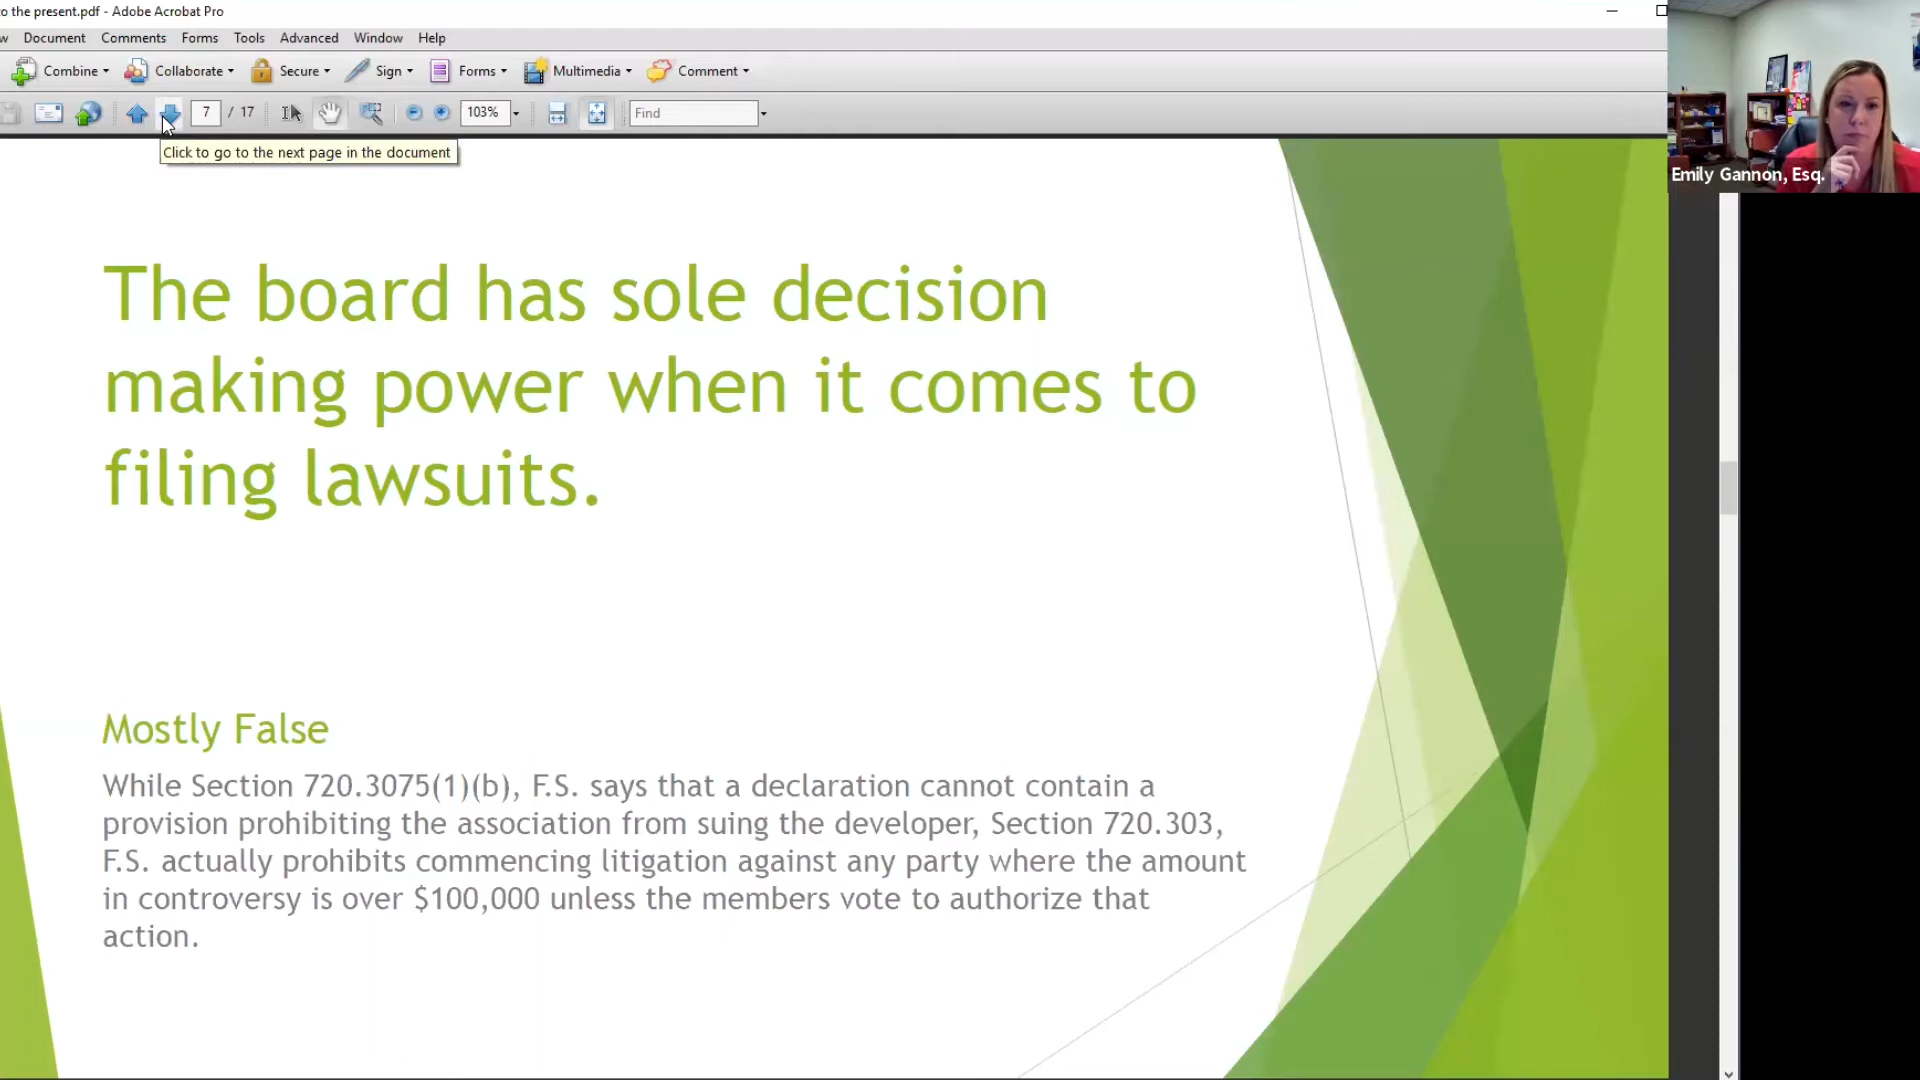 to the present.pdf - Adobe Acrobat Pro
Document Comments Forms Tools Advanced Window Help
Combine Collaborate Secure Sign Forms Multimedia Comment
7 / 17 103% Find
Click to go to the next page in the document
Emily Gannon, Esq.
The board has sole decision
making power when it comes to
filing lawsuits.
Mostly False
While Section 720.3075(1)(b), F.S. says that a declaration cannot contain a
provision prohibiting the association from suing the developer, Section 720.303,
F.S. actually prohibits commencing litigation against any party where the amount
in controversy is over $100,000 unless the members vote to authorize that
action.